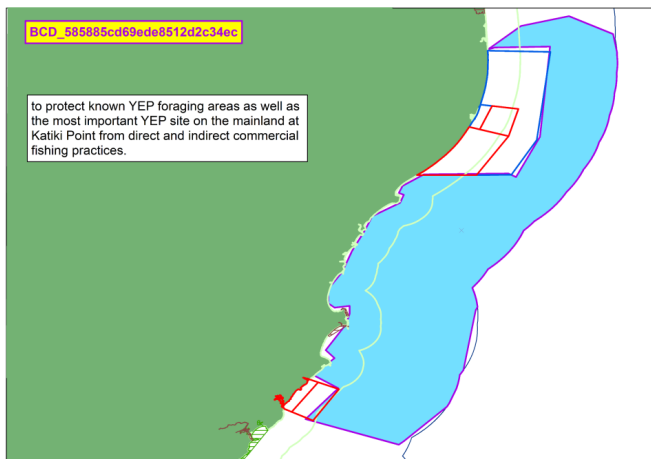 BCD_585885cd69ede8512d2c34ec
to protect known YEP foraging areas as well as
the most important YEP site on the mainland at
Katiki Point from direct and indirect commercial
fishing practices.